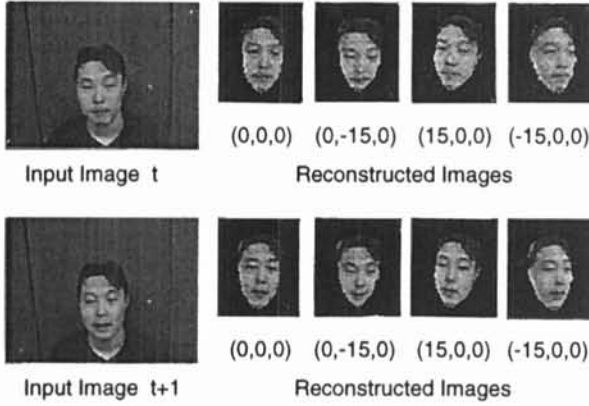 (0,0,0) (0,-15,0) (15,0,0) (-15,0,0)
Input Image t Reconstructed Images
(0,0,0) (0,-15,0) (15,0,0) (-15,0,0)
Input Image t+1 Reconstructed Images